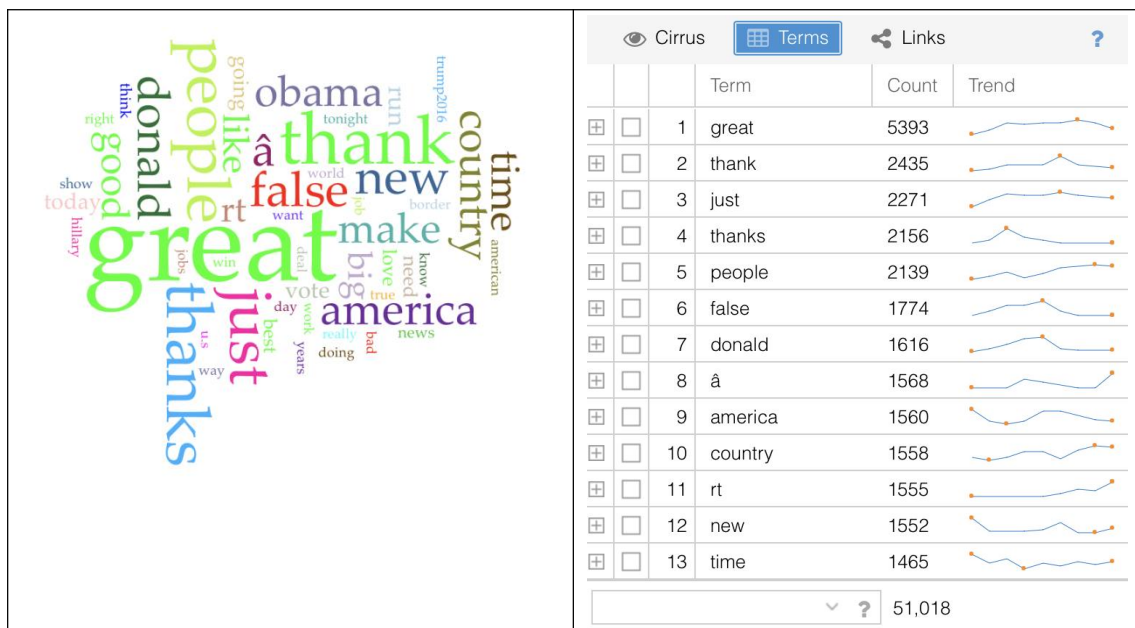 people
going
obama
run
trump2016
think
donald
like
tonight
thank
country
right
good
â
world
new
time
show
today
false
rt
want
job
border
hillary
great
make
american
jobs
win
deal
big
love
need
know
thanks
just
vote
true
america
day
u.s
best
work
really
bad
news
way
years
doing
Cirrus Terms Links ?
Term Count Trend
1 great 5393
2 thank 2435
3 just 2271
4 thanks 2156
5 people 2139
6 false 1774
7 donald 1616
8 â 1568
9 america 1560
10 country 1558
11 rt 1555
12 new 1552
13 time 1465
? 51,018